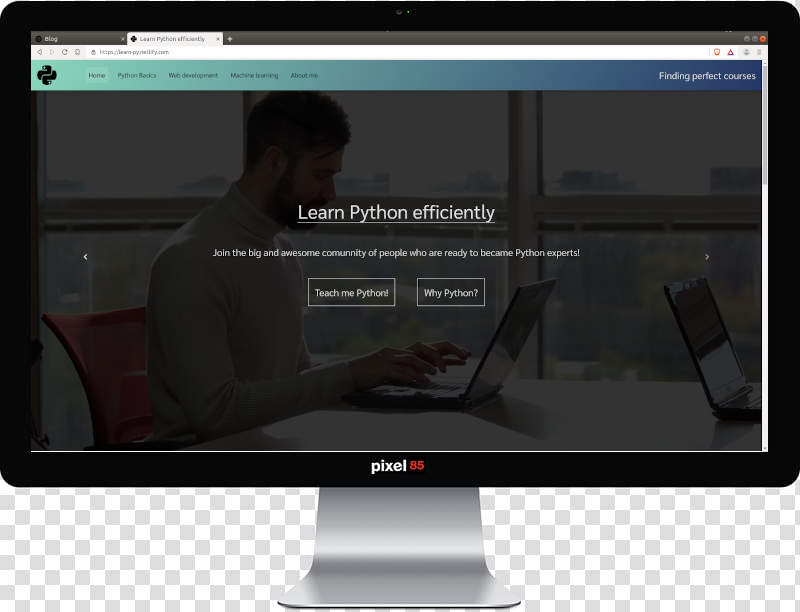 Blog
Learn Python efficiently
https://learn-py.netlify.com
Home
Python Basics
Web development
Machine learning
About me
Finding perfect courses
Learn Python efficiently
Join the big and awesome comunnity of people who are ready to became Python experts!
Teach me Python!
Why Python?
pixel 85